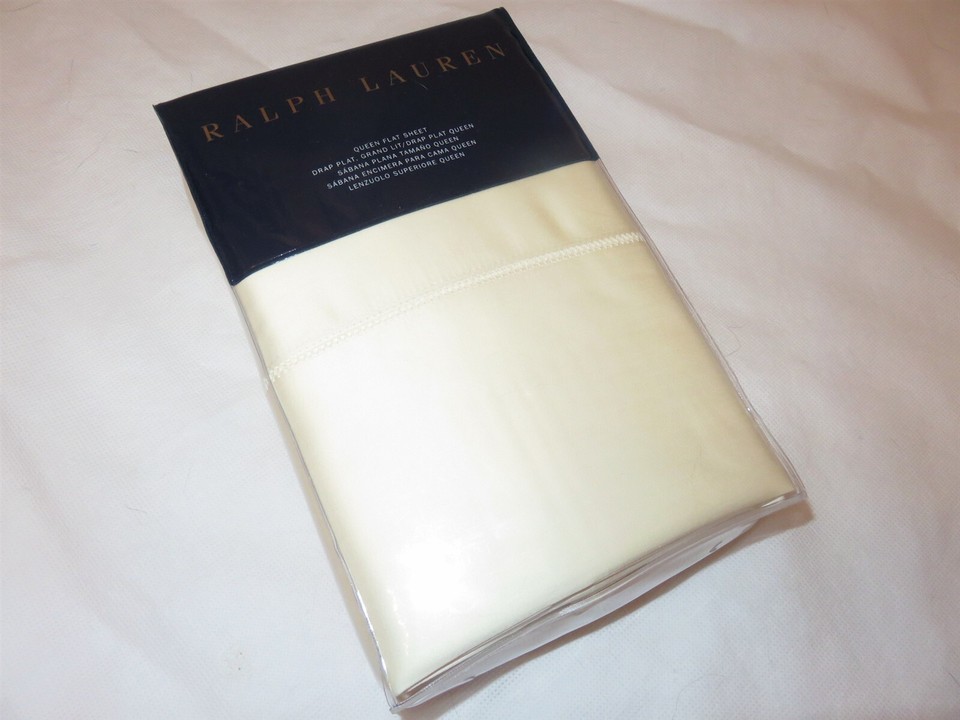 RALPH LAUREN
QUEEN FLAT SHEET
DRAP PLAT, GRAND LIT/DRAP PLAT QUEEN
SÁBANA PLANA TAMAÑO QUEEN
SÁBANA ENCIMERA PARA CAMA QUEEN
LENZUOLO SUPERIORE QUEEN